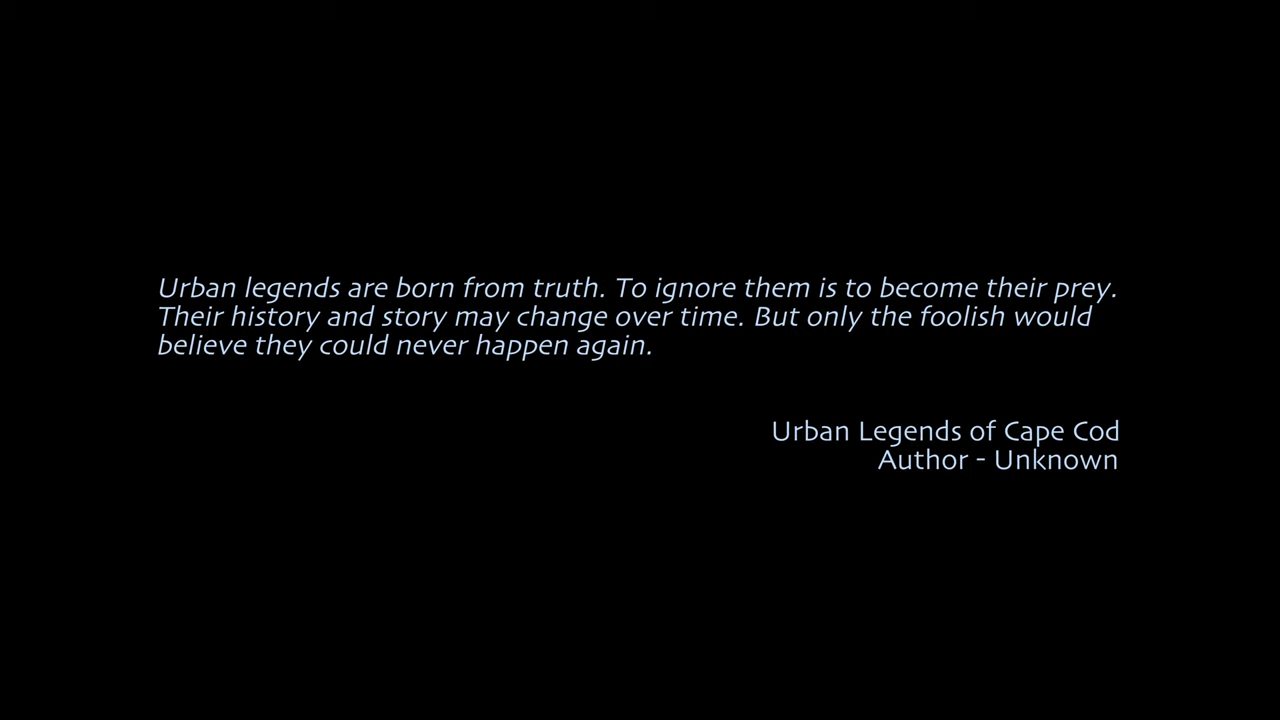 Urban legends are born from truth. To ignore them is to become their prey.
Their history and story may change over time. But only the foolish would
believe they could never happen again.
Urban Legends of Cape Cod
Author - Unknown